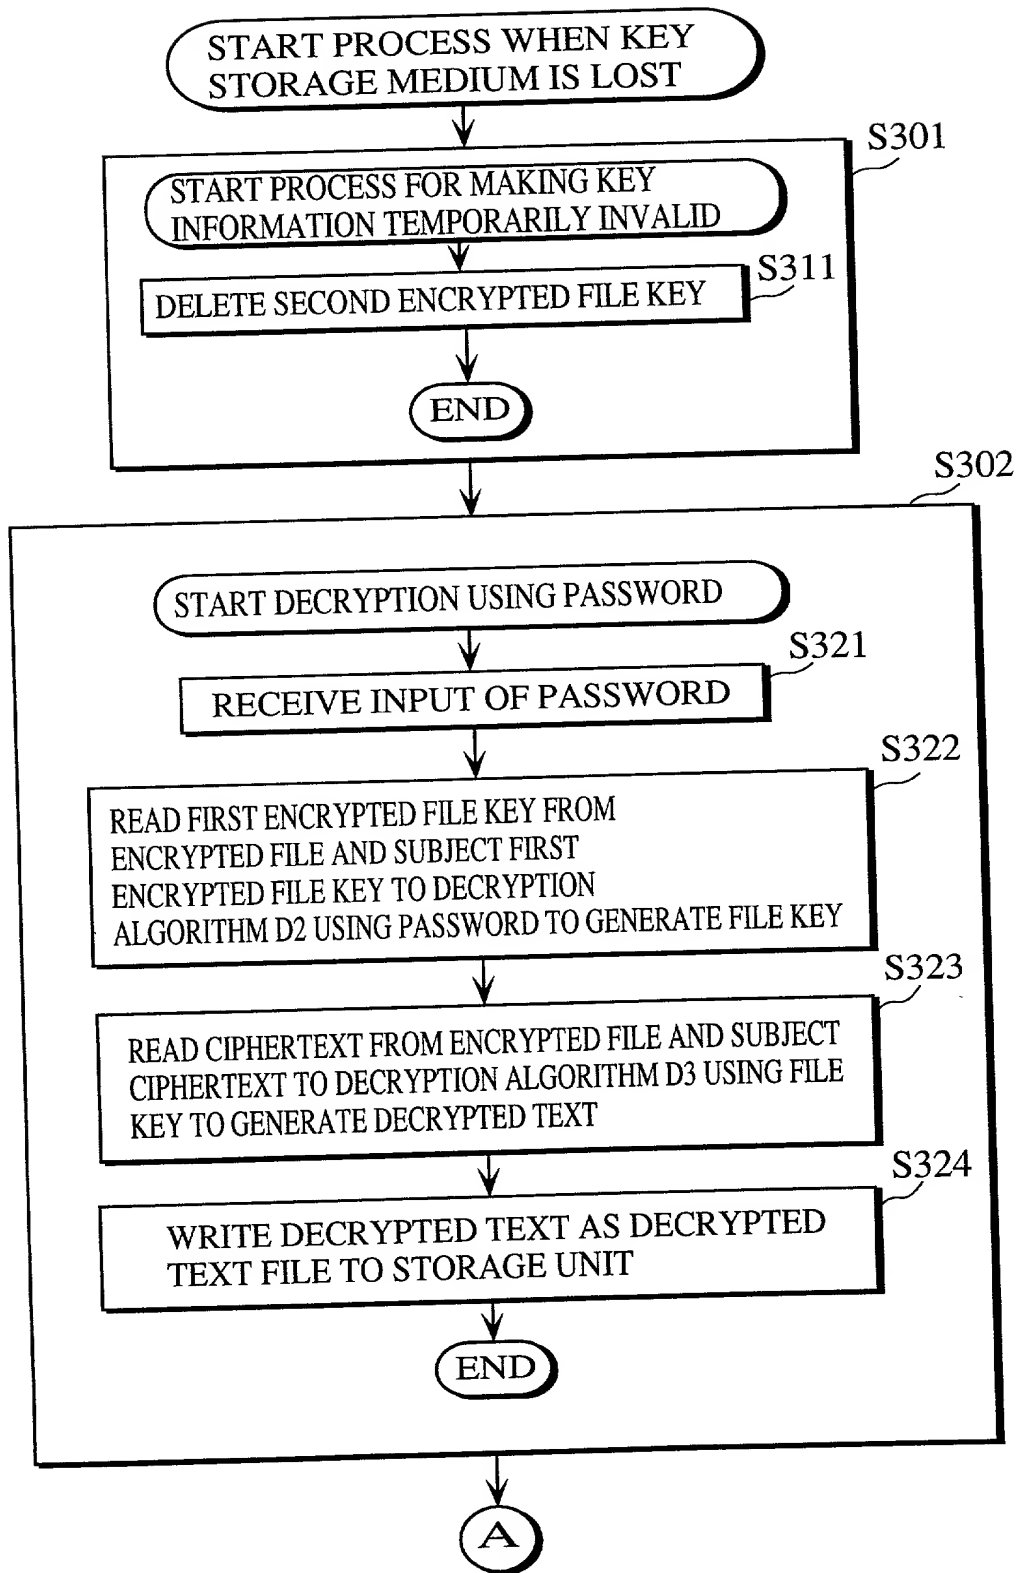 START PROCESS WHEN KEY
STORAGE MEDIUM IS LOST
S301
START PROCESS FOR MAKING KEY
INFORMATION TEMPORARILY INVALID
S311
DELETE SECOND ENCRYPTED FILE KEY
END
S302
START DECRYPTION USING PASSWORD
S321
RECEIVE INPUT OF PASSWORD
S322
READ FIRST ENCRYPTED FILE KEY FROM
ENCRYPTED FILE AND SUBJECT FIRST
ENCRYPTED FILE KEY TO DECRYPTION
ALGORITHM D2 USING PASSWORD TO GENERATE FILE KEY
S323
READ CIPHERTEXT FROM ENCRYPTED FILE AND SUBJECT
CIPHERTEXT TO DECRYPTION ALGORITHM D3 USING FILE
KEY TO GENERATE DECRYPTED TEXT
S324
WRITE DECRYPTED TEXT AS DECRYPTED
TEXT FILE TO STORAGE UNIT
END
A